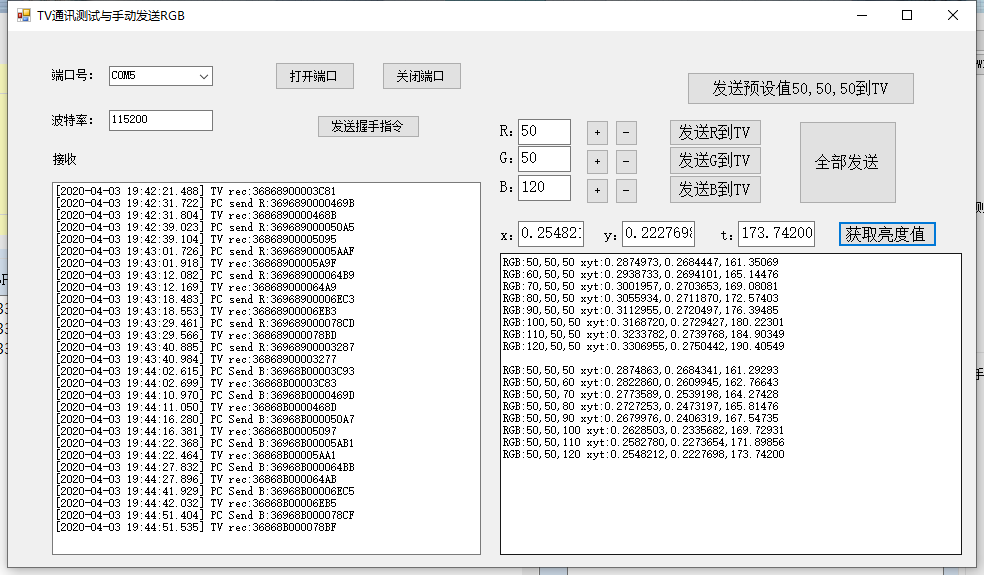 TV通讯测试与手动发送RGB
端口号: COM5 打开端口 关闭端口
波特率: 115200 发送握手指令
接收
[2020-04-03 19:42:21.488] TV rec:36868900003C81
[2020-04-03 19:42:31.722] PC send R:3696890000469B
[2020-04-03 19:42:31.804] TV rec:3686890000468B
[2020-04-03 19:42:39.023] PC send R:369689000050A5
[2020-04-03 19:42:39.104] TV rec:36868900005095
[2020-04-03 19:43:01.726] PC send R:36968900005AAF
[2020-04-03 19:43:01.918] TV rec:36868900005A9F
[2020-04-03 19:43:12.082] PC send R:369689000064B9
[2020-04-03 19:43:12.169] TV rec:368689000064A9
[2020-04-03 19:43:18.483] PC send R:36968900006EC3
[2020-04-03 19:43:18.553] TV rec:36868900006EB3
[2020-04-03 19:43:29.461] PC send R:369689000078CD
[2020-04-03 19:43:29.566] TV rec:368689000078BD
[2020-04-03 19:43:40.885] PC send R:36968900003287
[2020-04-03 19:43:40.984] TV rec:36868900003277
[2020-04-03 19:44:02.615] PC Send B:36968B00003C93
[2020-04-03 19:44:02.699] TV rec:36868B00003C83
[2020-04-03 19:44:10.970] PC Send B:36968B0000469D
[2020-04-03 19:44:11.050] TV rec:36868B0000468D
[2020-04-03 19:44:16.280] PC Send B:36968B000050A7
[2020-04-03 19:44:16.381] TV rec:36868B00005097
[2020-04-03 19:44:22.368] PC Send B:36968B00005AB1
[2020-04-03 19:44:22.464] TV rec:36868B00005AA1
[2020-04-03 19:44:27.832] PC Send B:36968B000064BB
[2020-04-03 19:44:27.896] TV rec:36868B000064AB
[2020-04-03 19:44:41.929] PC Send B:36968B00006EC5
[2020-04-03 19:44:42.032] TV rec:36868B00006EB5
[2020-04-03 19:44:51.404] PC Send B:36968B000078CF
[2020-04-03 19:44:51.535] TV rec:36868B000078BF
发送预设值50,50,50到TV
R: 50 + - 发送R到TV
G: 50 + - 发送G到TV
B: 120 + - 发送B到TV
全部发送
x: 0.254821 y: 0.2227698 t: 173.74200 获取亮度值
RGB:50,50,50 xyt:0.2874973,0.2684447,161.35069
RGB:60,50,50 xyt:0.2938733,0.2694101,165.14476
RGB:70,50,50 xyt:0.3001957,0.2703653,169.08081
RGB:80,50,50 xyt:0.3055934,0.2711870,172.57403
RGB:90,50,50 xyt:0.3112955,0.2720497,176.39485
RGB:100,50,50 xyt:0.3168720,0.2729427,180.22301
RGB:110,50,50 xyt:0.3233782,0.2739768,184.90349
RGB:120,50,50 xyt:0.3306955,0.2750442,190.40549
RGB:50,50,50 xyt:0.2874863,0.2684341,161.29293
RGB:50,50,60 xyt:0.2822860,0.2609945,162.76643
RGB:50,50,70 xyt:0.2773589,0.2539198,164.27428
RGB:50,50,80 xyt:0.2727253,0.2473197,165.81476
RGB:50,50,90 xyt:0.2679976,0.2406319,167.54735
RGB:50,50,100 xyt:0.2628503,0.2335682,169.72931
RGB:50,50,110 xyt:0.2582780,0.2273654,171.89856
RGB:50,50,120 xyt:0.2548212,0.2227698,173.74200